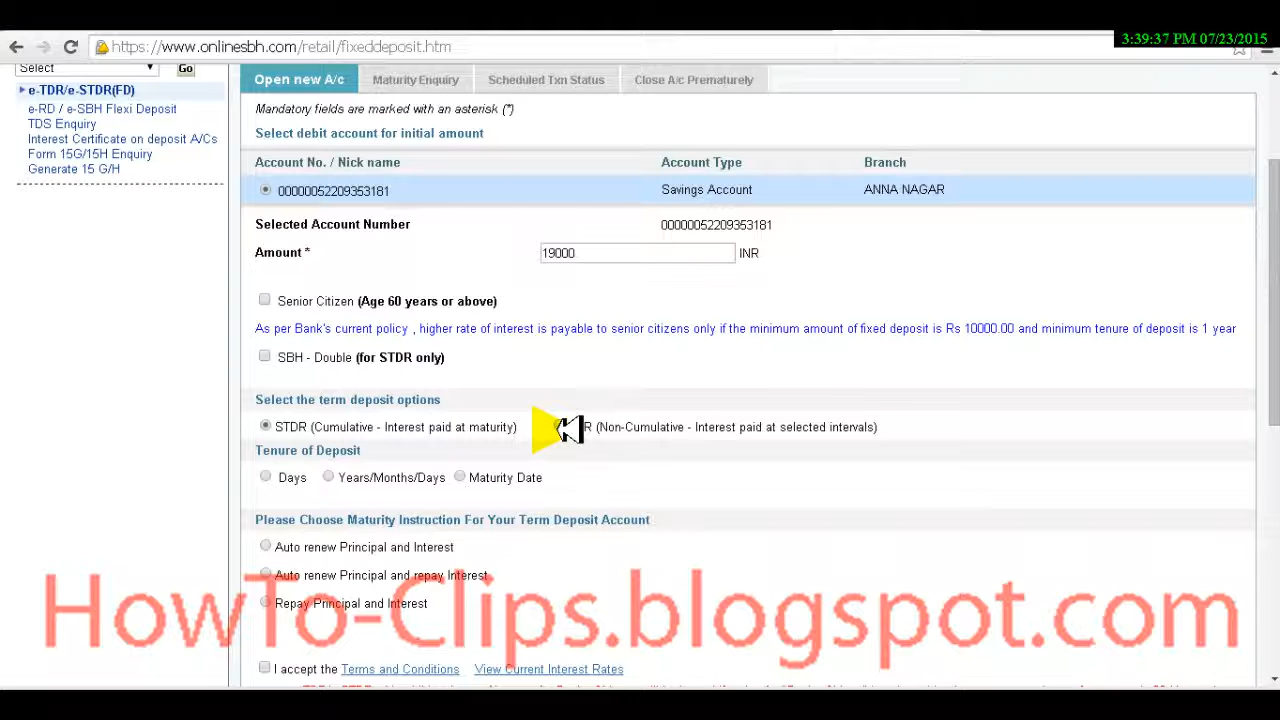 https://www.onlinesbh.com/retail/fixeddeposit.htm
3:39:37 PM 07/23/2015
Select
Go
e-TDR/e-STDR(FD)
e-RD / e-SBH Flexi Deposit
TDS Enquiry
Interest Certificate on deposit A/Cs
Form 15G/15H Enquiry
Generate 15 G/H
Open new A/c Maturity Enquiry Scheduled Txn Status Close A/c Prematurely
Mandatory fields are marked with an asterisk (*)
Select debit account for initial amount
Account No. / Nick name Account Type Branch
00000052209353181 Savings Account ANNA NAGAR
Selected Account Number 00000052209353181
Amount * 19000 INR
Senior Citizen (Age 60 years or above)
As per Bank's current policy , higher rate of interest is payable to senior citizens only if the minimum amount of fixed deposit is Rs 10000.00 and minimum tenure of deposit is 1 year
SBH - Double (for STDR only)
Select the term deposit options
STDR (Cumulative - Interest paid at maturity) R (Non-Cumulative - Interest paid at selected intervals)
Tenure of Deposit
Days Years/Months/Days Maturity Date
Please Choose Maturity Instruction For Your Term Deposit Account
Auto renew Principal and Interest
Auto renew Principal and repay Interest
Repay Principal and Interest
HowTo-Clips.blogspot.com
I accept the Terms and Conditions View Current Interest Rates